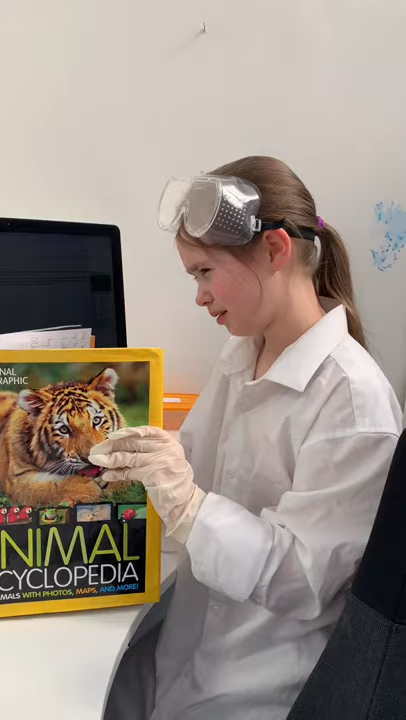 NAL
RAPHIC
NIMAL
CYCLOPEDIA
MALS WITH PHOTOS, MAPS, AND MORE!